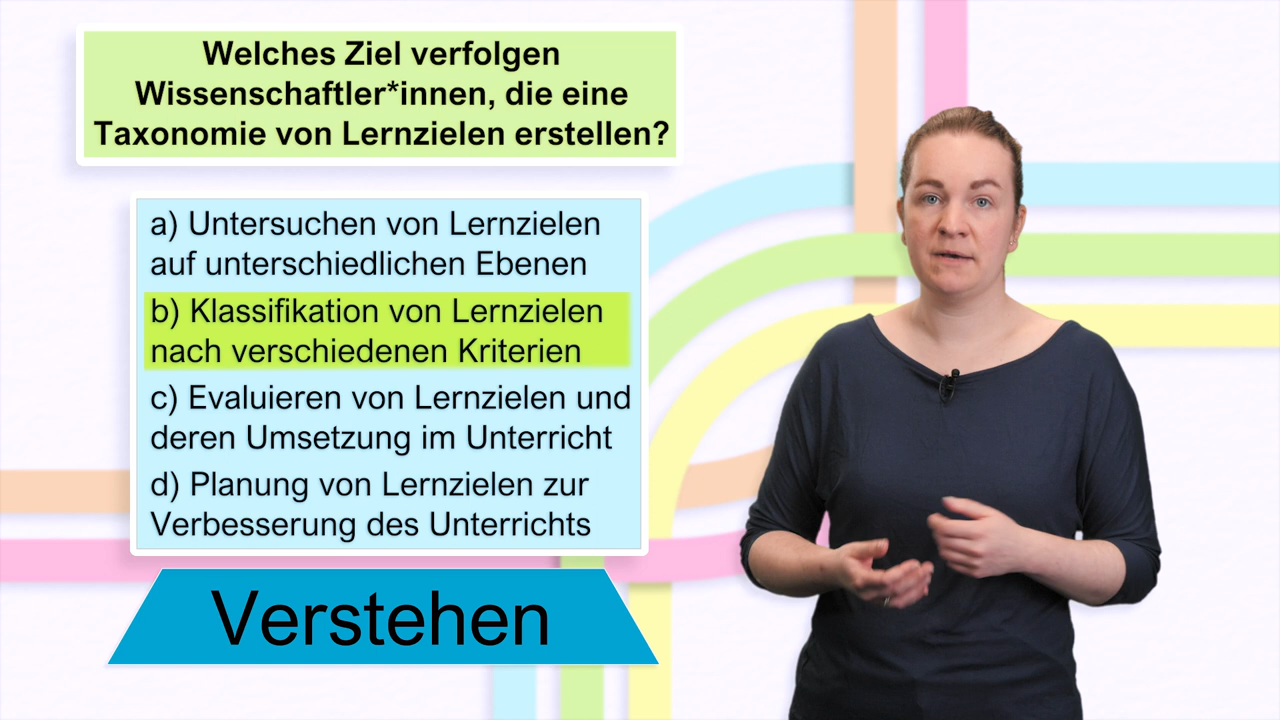 Welches Ziel verfolgen
Wissenschaftler*innen, die eine
Taxonomie von Lernzielen erstellen?
a) Untersuchen von Lernzielen
auf unterschiedlichen Ebenen
b) Klassifikation von Lernzielen
nach verschiedenen Kriterien
c) Evaluieren von Lernzielen und
deren Umsetzung im Unterricht
d) Planung von Lernzielen zur
Verbesserung des Unterrichts
Verstehen